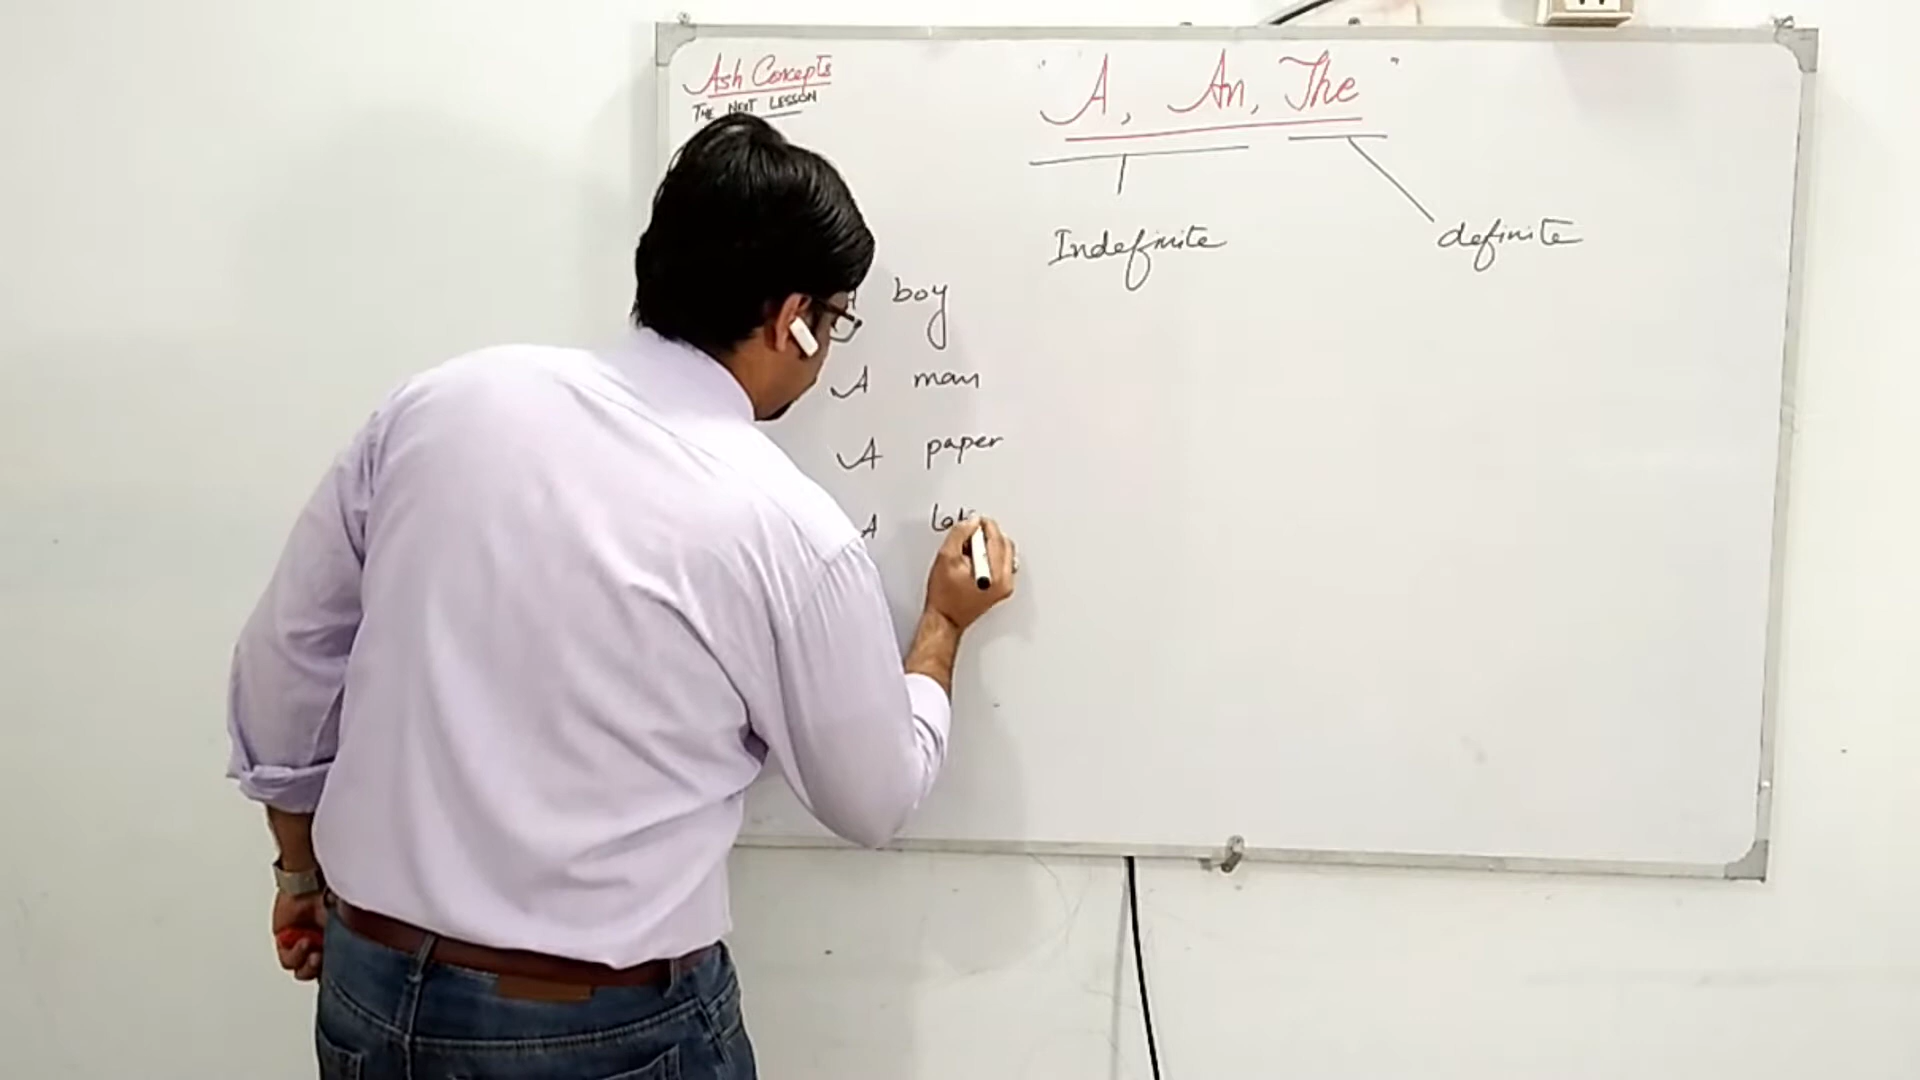 Ash Concepts
THE NEXT LESSON
" A, An, The "
Indefinite definite
A boy
A man
A paper
A